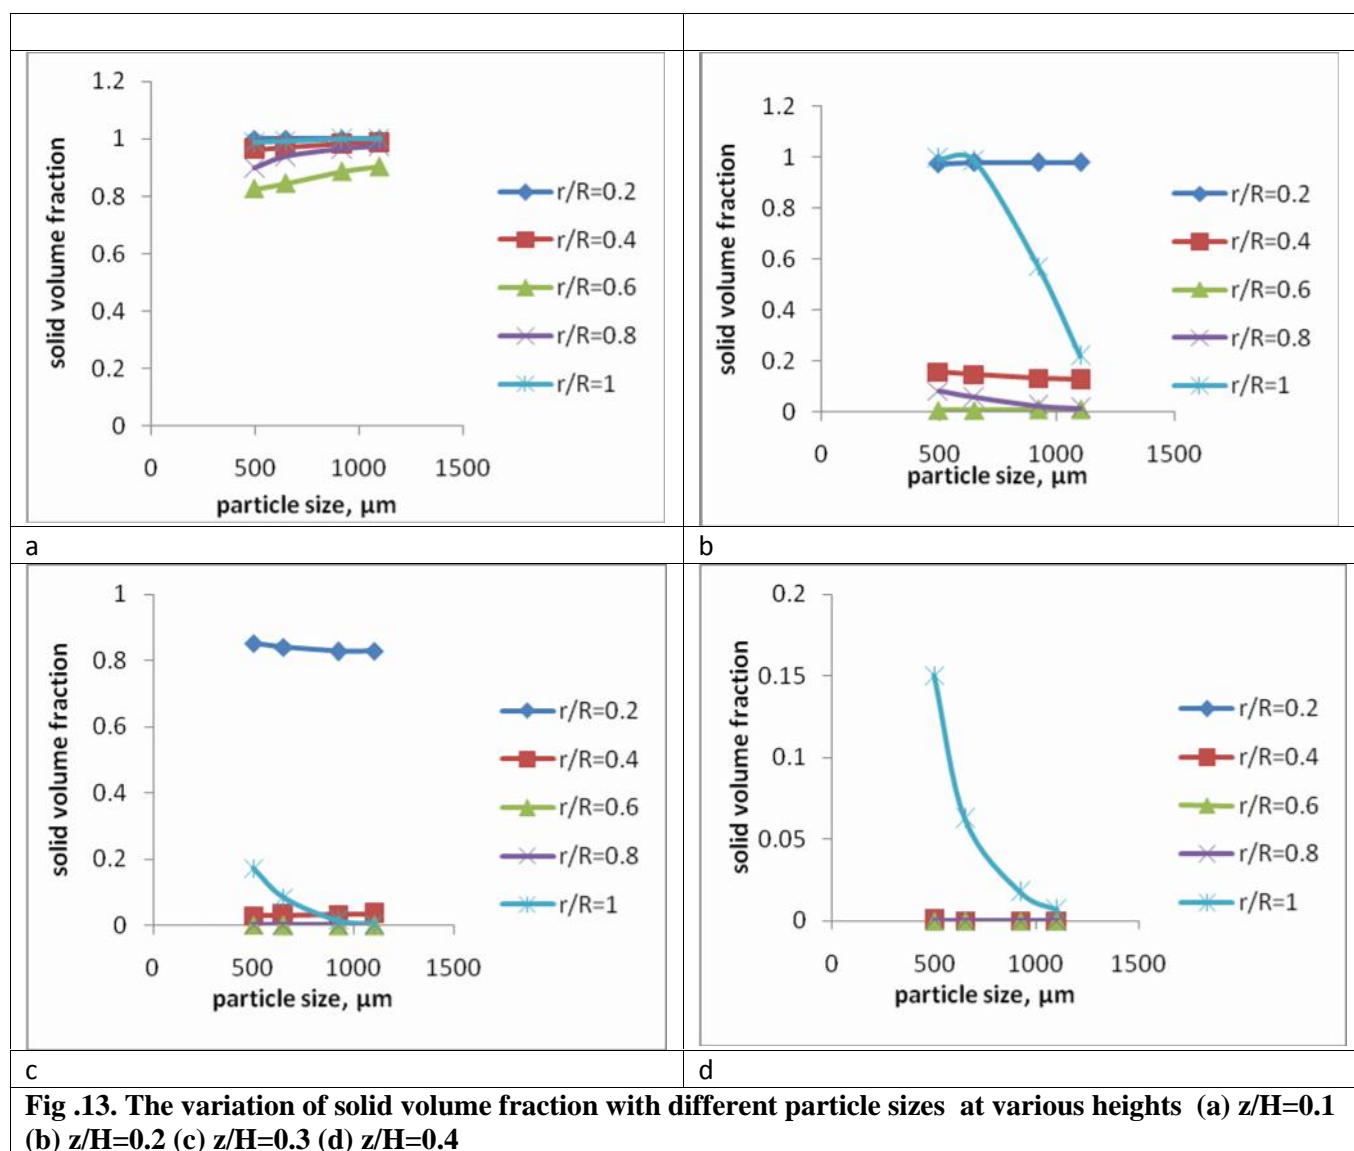 1.2
1
0.8
0.6
0.4
0.2
0
solid volume fraction
0 500 1000 1500
particle size, µm
r/R=0.2
r/R=0.4
r/R=0.6
r/R=0.8
r/R=1
1.2
1
0.8
0.6
0.4
0.2
0
solid volume fraction
0 500 1000 1500
particle size, µm
r/R=0.2
r/R=0.4
r/R=0.6
r/R=0.8
r/R=1
a
b
1
0.8
0.6
0.4
0.2
0
solid volume fraction
0 500 1000 1500
particle size, µm
r/R=0.2
r/R=0.4
r/R=0.6
r/R=0.8
r/R=1
0.2
0.15
0.1
0.05
0
solid volume fraction
0 500 1000 1500
particle size, µm
r/R=0.2
r/R=0.4
r/R=0.6
r/R=0.8
r/R=1
c
d
Fig .13. The variation of solid volume fraction with different particle sizes at various heights (a) z/H=0.1
(b) z/H=0.2 (c) z/H=0.3 (d) z/H=0.4